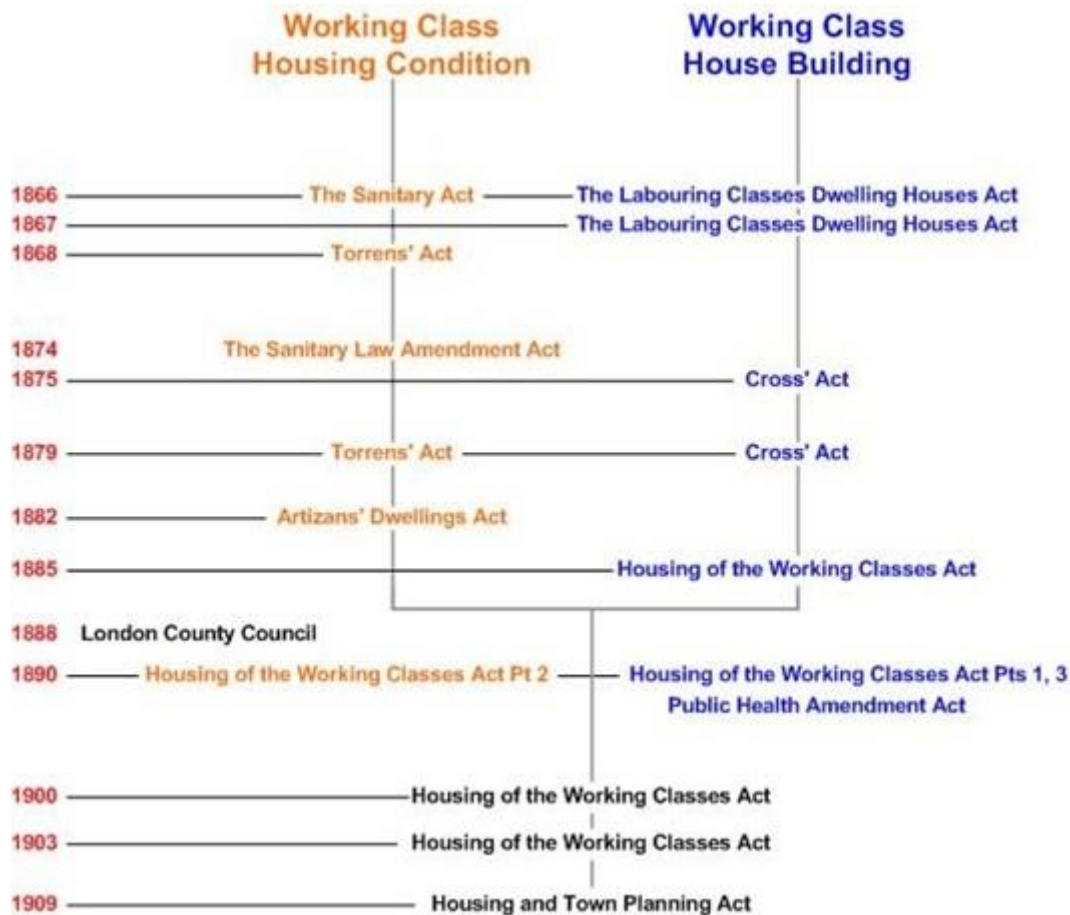 Working Class
Housing Condition
Working Class
House Building
1866 The Sanitary Act The Labouring Classes Dwelling Houses Act
1867 The Labouring Classes Dwelling Houses Act
1868 Torrens' Act
1874 The Sanitary Law Amendment Act
1875 Cross' Act
1879 Torrens' Act Cross' Act
1882 Artizans' Dwellings Act
1885 Housing of the Working Classes Act
1888 London County Council
1890 Housing of the Working Classes Act Pt 2 Housing of the Working Classes Act Pts 1, 3
Public Health Amendment Act
1900 Housing of the Working Classes Act
1903 Housing of the Working Classes Act
1909 Housing and Town Planning Act